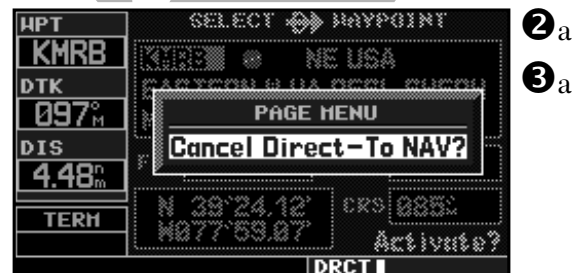 WPT
KMRB
DTK
097°M
DIS
4.48nm
TERM
SELECT WAYPOINT
KMRB NE USA
PAGE MENU
Cancel Direct-To NAV?
N 39°24.12'
W077°59.07'
CRS 085°
Activate?
DRCT
❷a
❸a